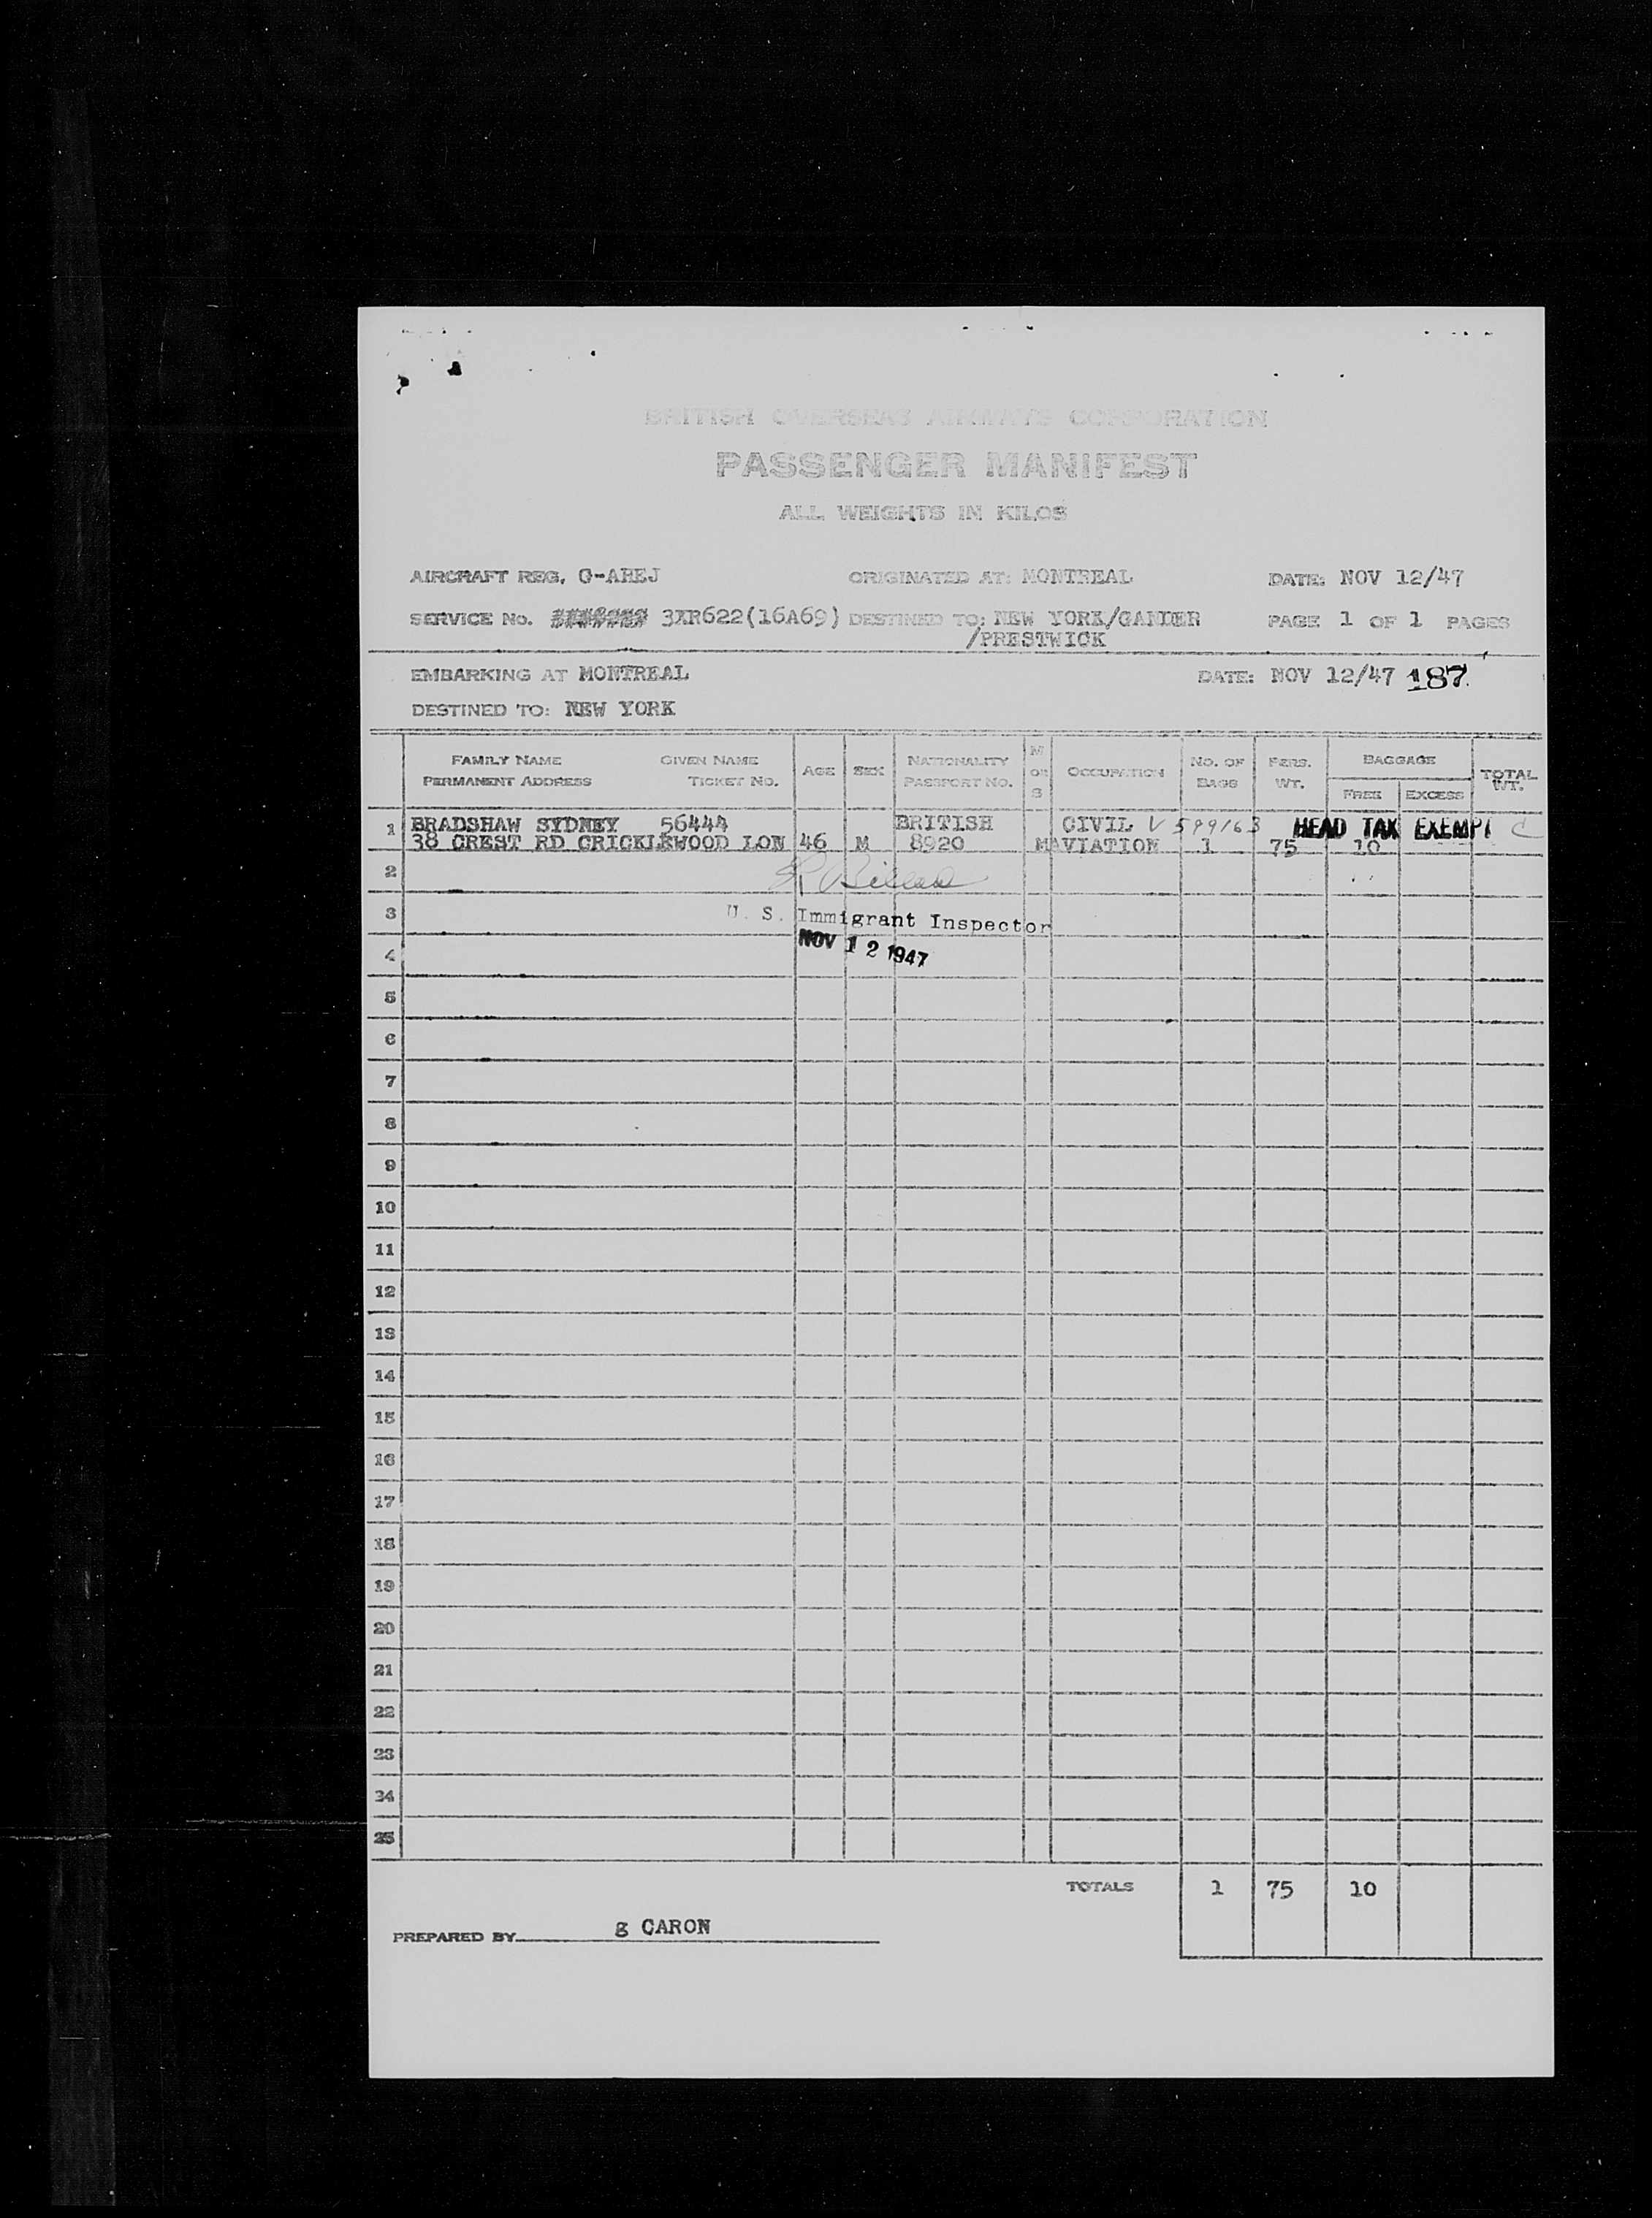 BRITISH OVERSEAS AIRWAYS CORPORATION
PASSENGER MANIFEST
ALL WEIGHTS IN KILOS
AIRCRAFT REG. G-AHEJ ORIGINATED AT: MONTREAL DATE: NOV 12/47
SERVICE No. 3XR622(16A69) DESTINED TO: NEW YORK/GANDER PAGE 1 OF 1 PAGES
/PRESTWICK
EMBARKING AT MONTREAL DATE: NOV 12/47 187
DESTINED TO: NEW YORK
FAMILY NAME GIVEN NAME AGE SEX NATIONALITY M OR S OCCUPATION No. OF BAGS PERS. WT. BAGGAGE TOTAL WT.
PERMANENT ADDRESS TICKET No. PASSPORT No. FREE EXCESS
1 BRADSHAW SYDNEY 56444 BRITISH CIVIL V 599163 HEAD TAX EXEMPT C
38 CREST RD CRICKLEWOOD LON 46 M 8920 M AVIATION 1 75 10
2
3 U. S. Immigrant Inspector
4 NOV 12 1947
5
6
7
8
9
10
11
12
13
14
15
16
17
18
19
20
21
22
23
24
25
TOTALS 1 75 10
PREPARED BY g CARON